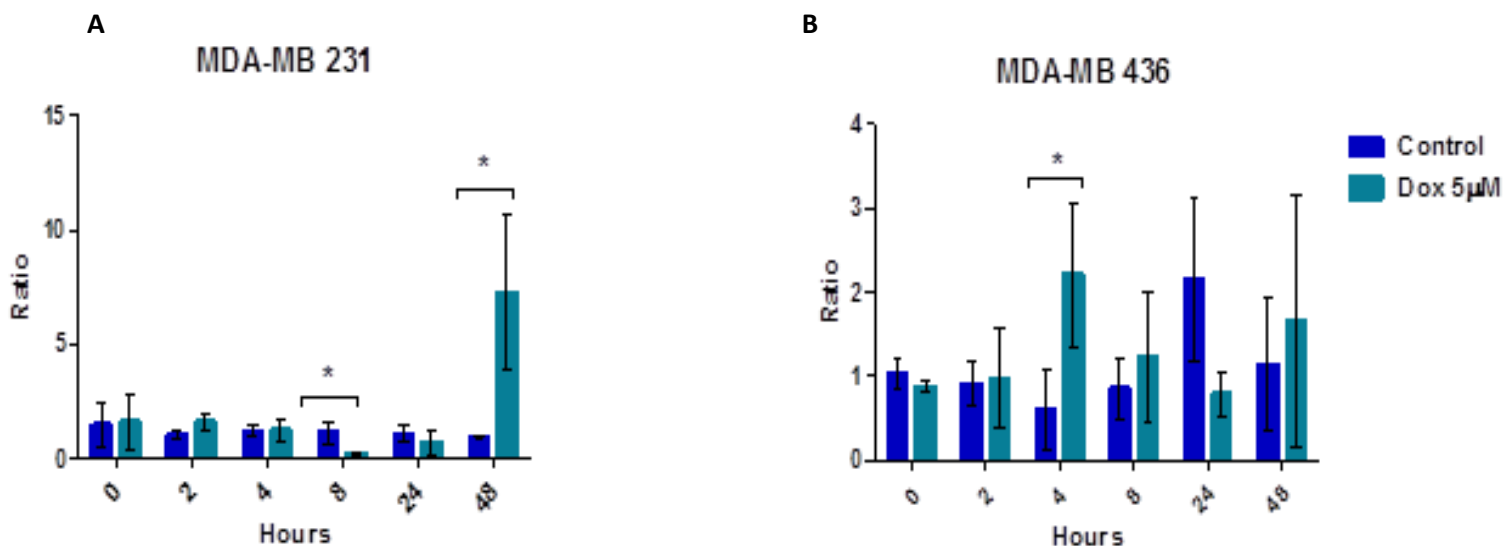 A
MDA-MB 231
15
10
5
0
Ratio
*
*
0 2 4 8 24 48
Hours
B
MDA-MB 436
4
3
2
1
0
Ratio
*
0 2 4 8 24 48
Hours
Control
Dox 5µM